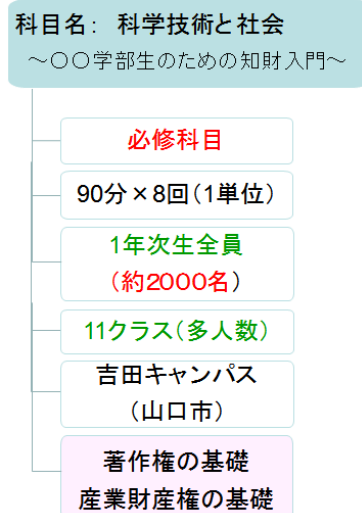 科目名： 科学技術と社会
～〇〇学部生のための知財入門～
必修科目
90分×8回（1単位）
1年次生全員
（約2000名）
11クラス（多人数）
吉田キャンパス
（山口市）
著作権の基礎
産業財産権の基礎